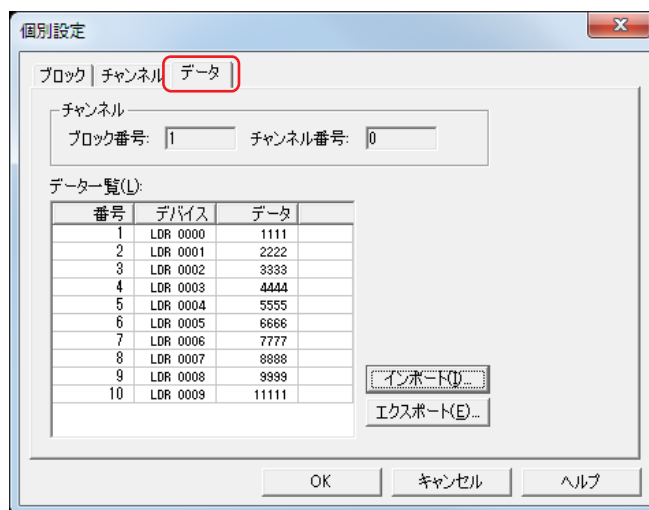 個別設定
ブロック チャンネル データ
チャンネル
ブロック番号: 1 チャンネル番号: 0
データ一覧(L):
番号 デバイス データ
1 LDR 0000 1111
2 LDR 0001 2222
3 LDR 0002 3333
4 LDR 0003 4444
5 LDR 0004 5555
6 LDR 0005 6666
7 LDR 0006 7777
8 LDR 0007 8888
9 LDR 0008 9999
10 LDR 0009 11111
インポート(I)...
エクスポート(E)...
OK キャンセル ヘルプ